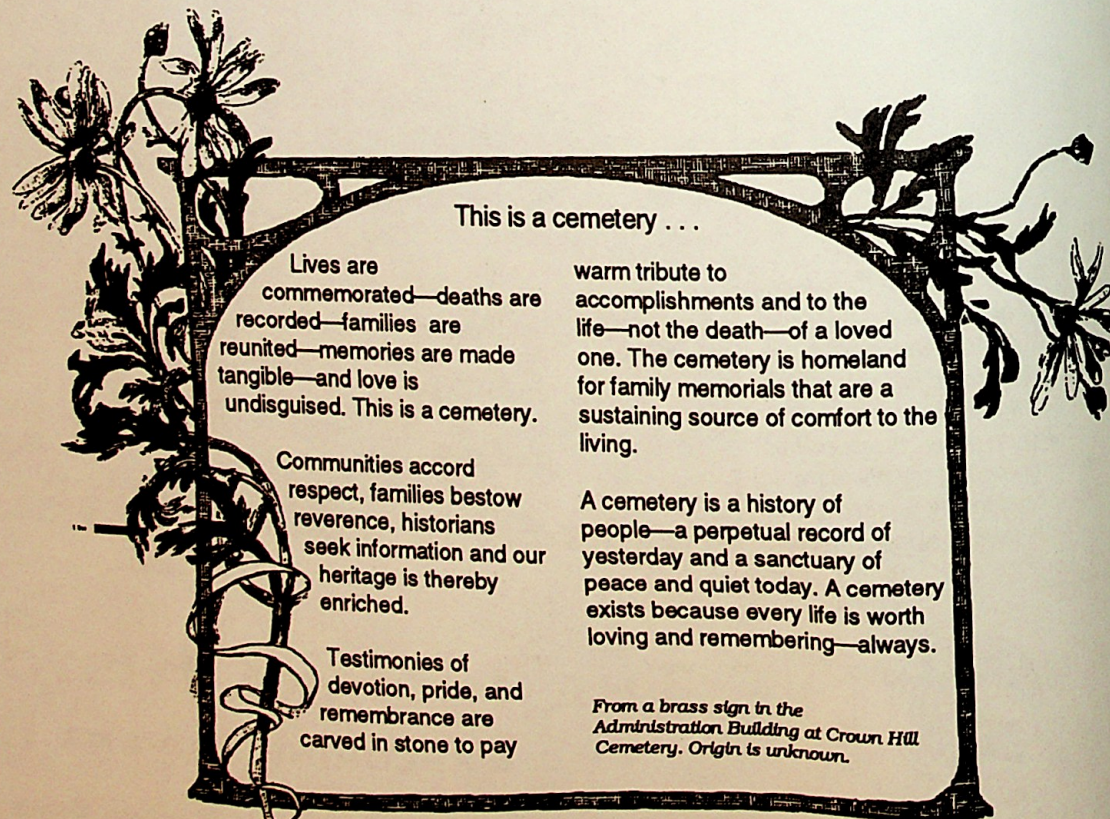 This is a cemetery . . .
Lives are
commemorated—deaths are
recorded—families are
reunited—memories are made
tangible—and love is
undisguised. This is a cemetery.
Communities accord
respect, families bestow
reverence, historians
seek information and our
heritage is thereby
enriched.
Testimonies of
devotion, pride, and
remembrance are
carved in stone to pay
warm tribute to
accomplishments and to the
life—not the death—of a loved
one. The cemetery is homeland
for family memorials that are a
sustaining source of comfort to the
living.
A cemetery is a history of
people—a perpetual record of
yesterday and a sanctuary of
peace and quiet today. A cemetery
exists because every life is worth
loving and remembering—always.
From a brass sign in the
Administration Building at Crown Hill
Cemetery. Origin is unknown.